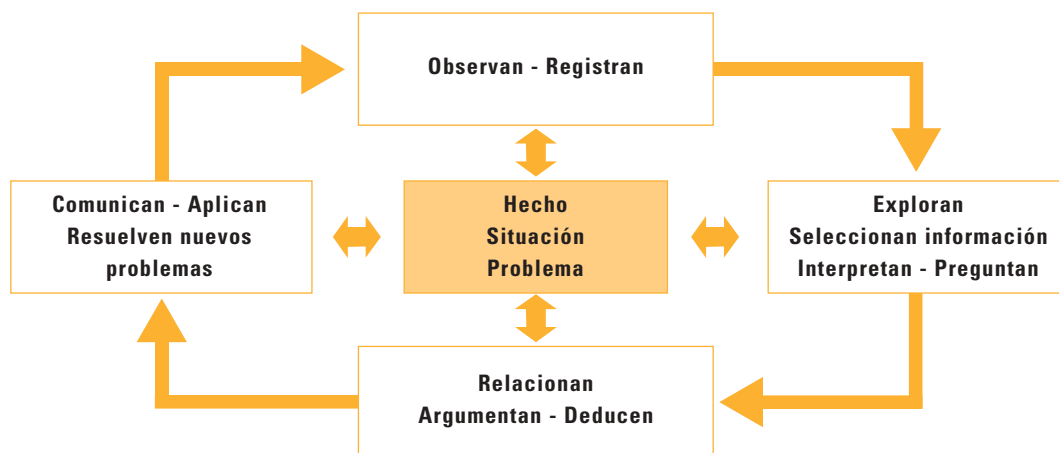 Observan - Registran
Comunican - Aplican
Resuelven nuevos
problemas
Hecho
Situación
Problema
Exploran
Seleccionan información
Interpretan - Preguntan
Relacionan
Argumentan - Deducen